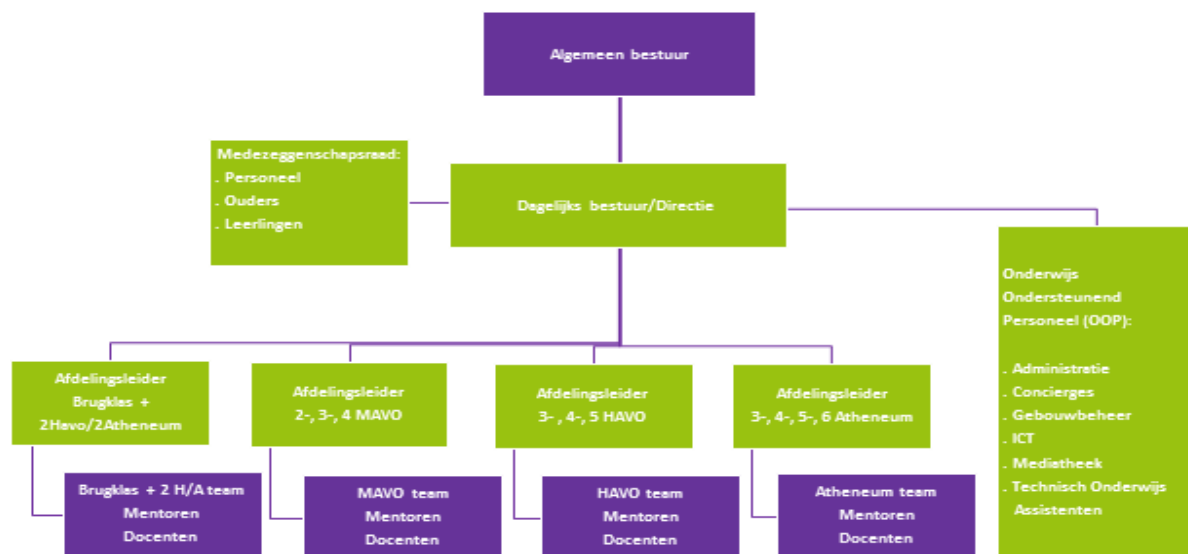 Algemeen bestuur
Medezeggenschapsraad:
. Personeel
. Ouders
. Leerlingen
Dagelijks bestuur/Directie
Onderwijs
Ondersteunend
Personeel (OOP):
. Administratie
. Concierges
. Gebouwbeheer
. ICT
. Mediatheek
. Technisch Onderwijs
Assistenten
Afdelingsleider
Brugklas +
2Havo/2Atheneum
Afdelingsleider
2-, 3-, 4 MAVO
Afdelingsleider
3- , 4-, 5 HAVO
Afdelingsleider
3-, 4-, 5-, 6 Atheneum
Brugklas + 2 H/A team
Mentoren
Docenten
MAVO team
Mentoren
Docenten
HAVO team
Mentoren
Docenten
Atheneum team
Mentoren
Docenten